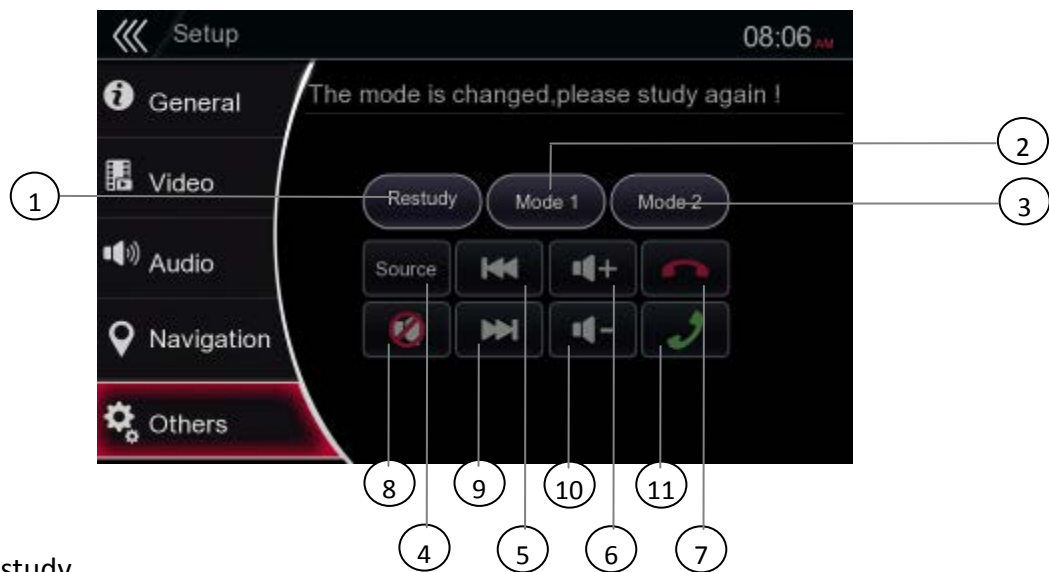 Setup
08:06 AM
General
The mode is changed,please study again !
Video
Restudy
Mode 1
Mode 2
Audio
Source
Navigation
Others
1
2
3
8
9
10
11
4
5
6
7
study